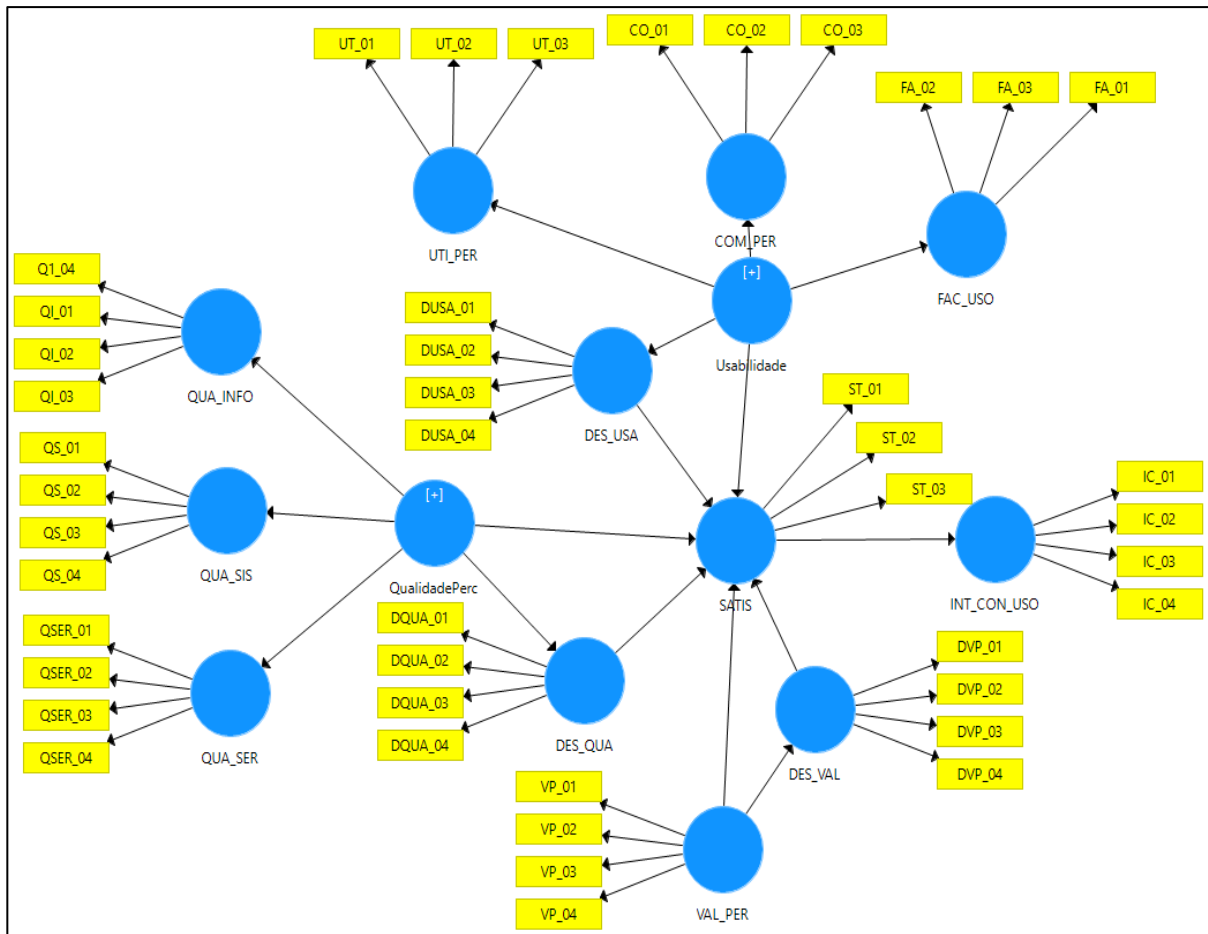 UT_01
UT_02
UT_03
CO_01
CO_02
CO_03
FA_02
FA_03
FA_01
UTI_PER
COM_PER
FAC_USO
[+]
Usabilidade
Q1_04
QI_01
QI_02
QI_03
QUA_INFO
DUSA_01
DUSA_02
DUSA_03
DUSA_04
DES_USA
ST_01
ST_02
ST_03
QS_01
QS_02
QS_03
QS_04
QUA_SIS
[+]
QualidadePerc
SATIS
INT_CON_USO
IC_01
IC_02
IC_03
IC_04
QSER_01
QSER_02
QSER_03
QSER_04
QUA_SER
DQUA_01
DQUA_02
DQUA_03
DQUA_04
DES_QUA
DES_VAL
DVP_01
DVP_02
DVP_03
DVP_04
VP_01
VP_02
VP_03
VP_04
VAL_PER